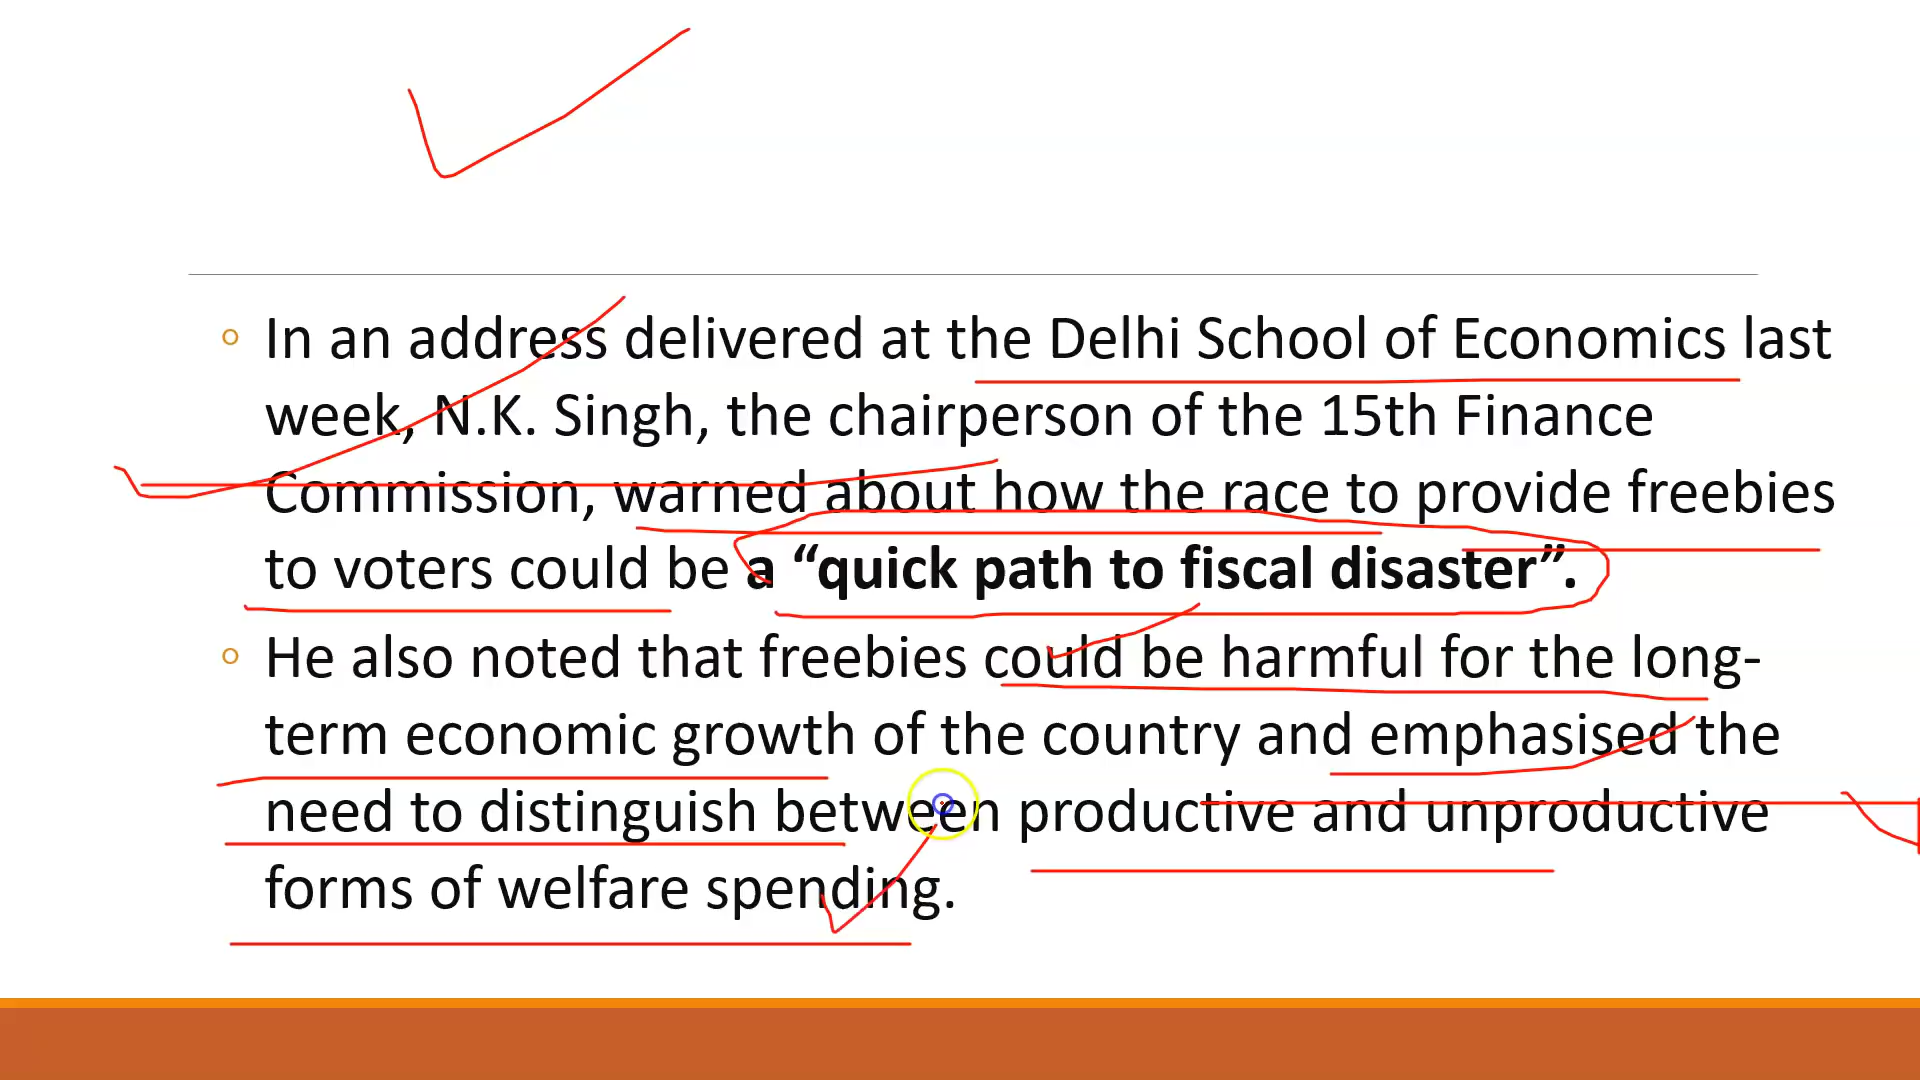 In an address delivered at the Delhi School of Economics last
week, N.K. Singh, the chairperson of the 15th Finance
Commission, warned about how the race to provide freebies
to voters could be a “quick path to fiscal disaster”.
He also noted that freebies could be harmful for the long-
term economic growth of the country and emphasised the
need to distinguish between productive and unproductive
forms of welfare spending.